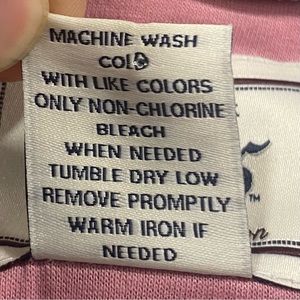 MACHINE WASH
COLD
WITH LIKE COLORS
ONLY NON-CHLORINE
BLEACH
WHEN NEEDED
TUMBLE DRY LOW
REMOVE PROMPTLY
WARM IRON IF
NEEDED
TM